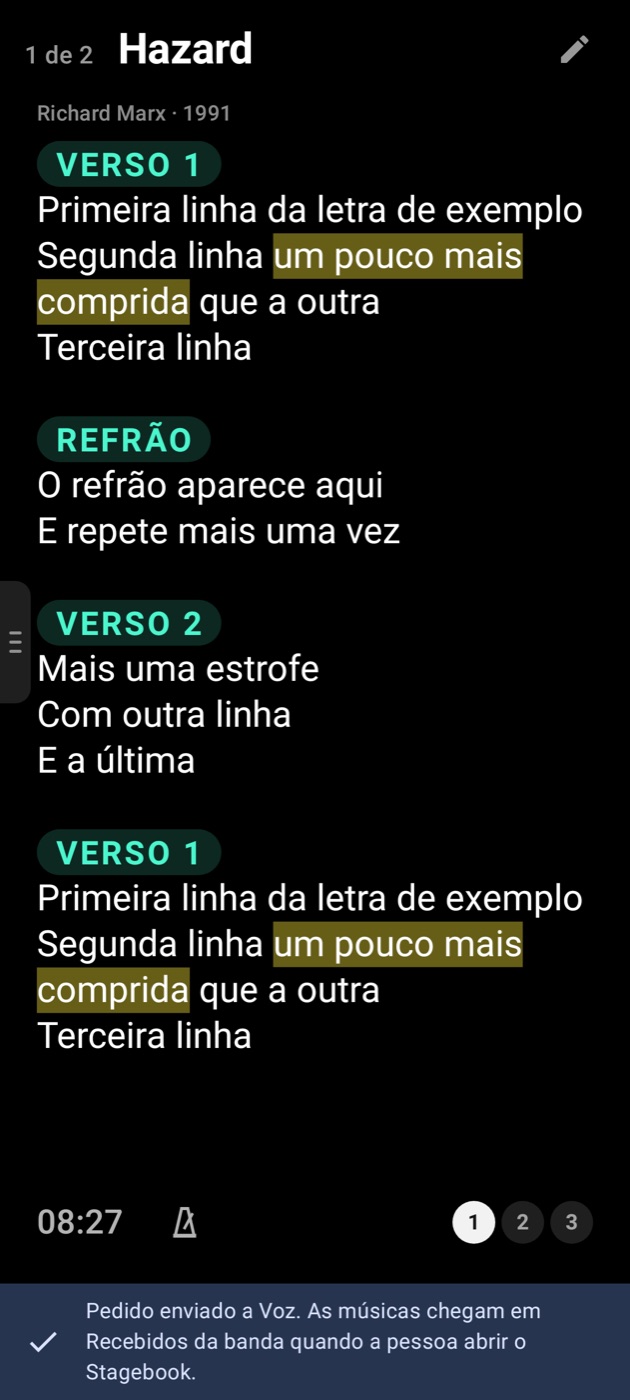 1 de 2 Hazard
Richard Marx · 1991
VERSO 1
Primeira linha da letra de exemplo
Segunda linha um pouco mais
comprida que a outra
Terceira linha
REFRÃO
O refrão aparece aqui
E repete mais uma vez
VERSO 2
Mais uma estrofe
Com outra linha
E a última
VERSO 1
Primeira linha da letra de exemplo
Segunda linha um pouco mais
comprida que a outra
Terceira linha
08:27 1 2 3
Pedido enviado a Voz. As músicas chegam em
Recebidos da banda quando a pessoa abrir o
Stagebook.